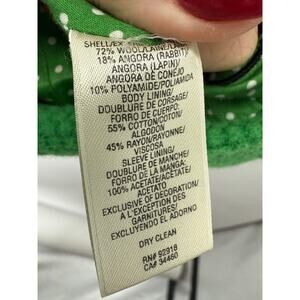 SHELL/EX
72% WOOL/LAINE/LANA
18% ANGORA (RABBIT)/
ANGORA (LAPIN)/
ANGORA DE CONEJO
10% POLYAMIDE/POLIAMIDA
BODY LINING/
DOUBLURE DE CORSAGE/
FORRO DE CUERPO:
55% COTTON/COTON/
ALGODON
45% RAYON/RAYONNE/
VISCOSA
SLEEVE LINING/
DOUBLURE DE MANCHE/
FORRO DE LA MANGA:
100% ACETATE/ACETATE/
ACETATO
EXCLUSIVE OF DECORATION/
A L'EXCEPTION DES
GARNITURES/
EXCLUYENDO EL ADORNO
DRY CLEAN
RN# 92918
CA# 34460